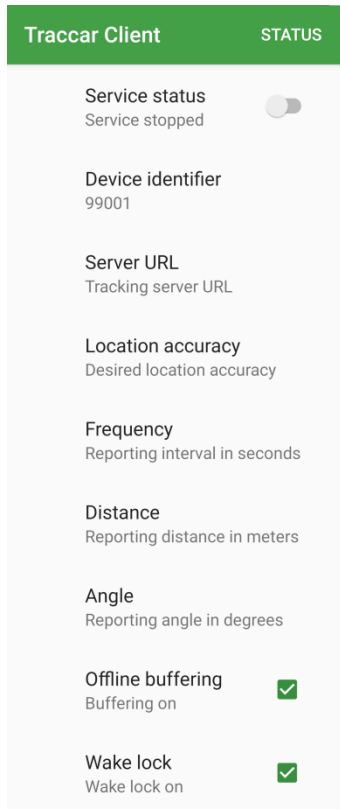 Traccar Client STATUS
Service status
Service stopped
Device identifier
99001
Server URL
Tracking server URL
Location accuracy
Desired location accuracy
Frequency
Reporting interval in seconds
Distance
Reporting distance in meters
Angle
Reporting angle in degrees
Offline buffering
Buffering on
Wake lock
Wake lock on